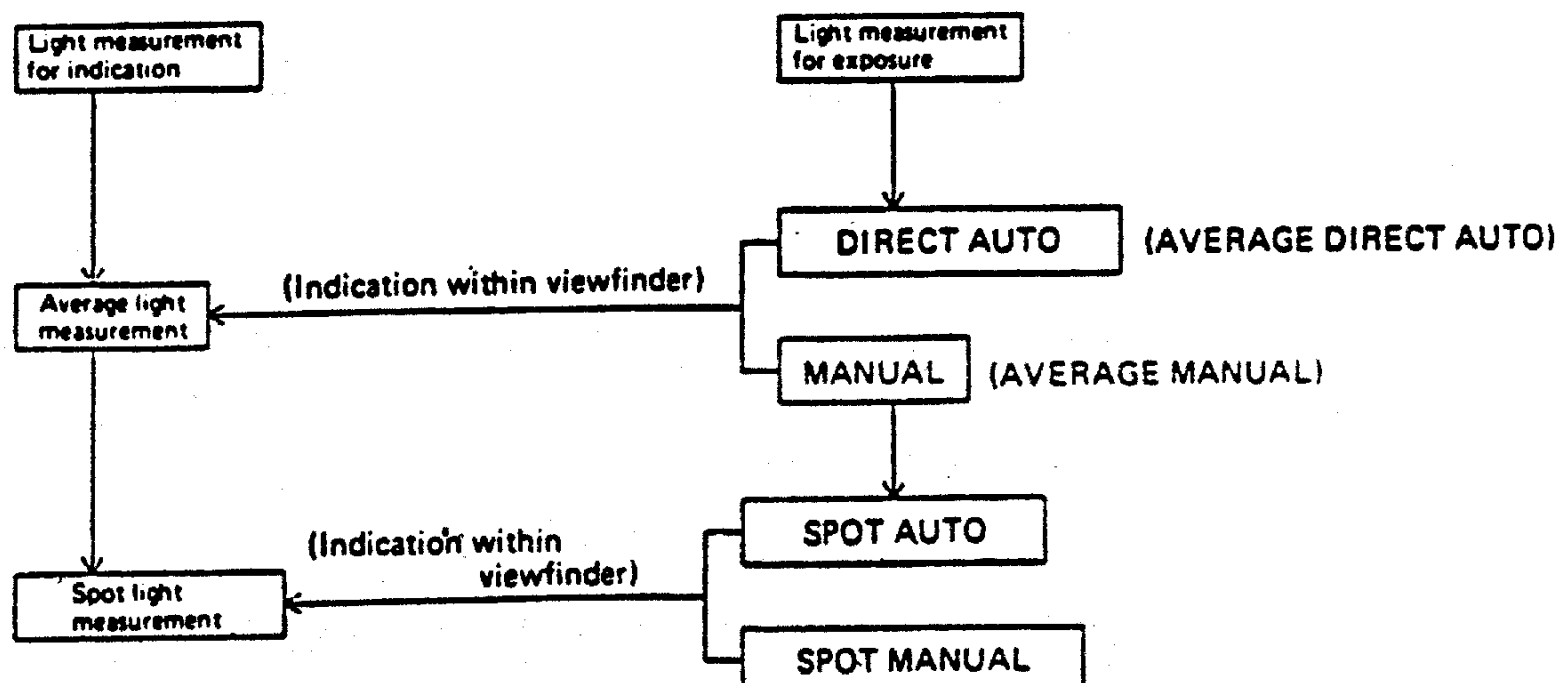 Light measurement
for indication
Light measurement
for exposure
DIRECT AUTO
(AVERAGE DIRECT AUTO)
(Indication within viewfinder)
Average light
measurement
MANUAL
(AVERAGE MANUAL)
SPOT AUTO
(Indication within
viewfinder)
Spot light
measurement
SPOT MANUAL